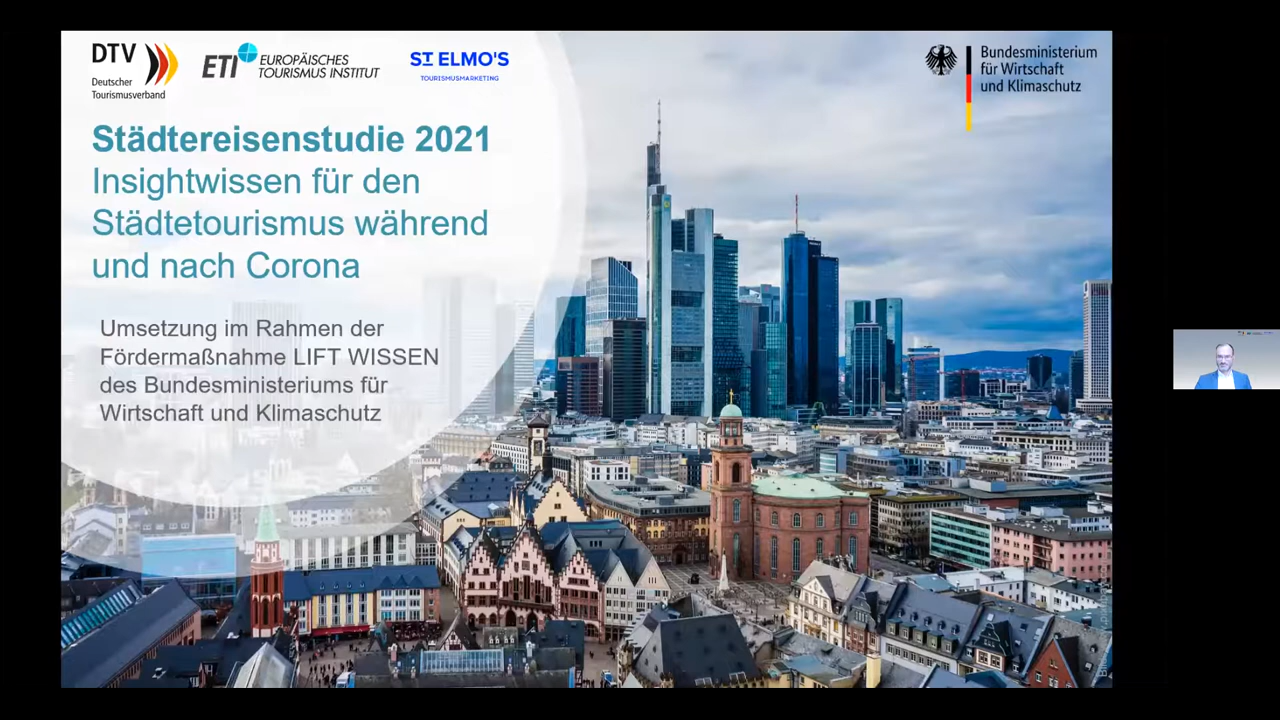 DTV
Deutscher
Tourismusverband
ETI EUROPÄISCHES
TOURISMUS INSTITUT
ST ELMO'S
TOURISMUSMARKETING
Bundesministerium
für Wirtschaft
und Klimaschutz
Städtereisenstudie 2021
Insightwissen für den
Städtetourismus während
und nach Corona
Umsetzung im Rahmen der
Fördermaßnahme LIFT WISSEN
des Bundesministeriums für
Wirtschaft und Klimaschutz